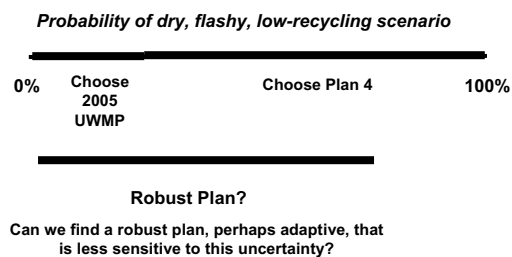 Probability of dry, flashy, low-recycling scenario
0% Choose Choose Plan 4 100%
2005
UWMP
Robust Plan?
Can we find a robust plan, perhaps adaptive, that
is less sensitive to this uncertainty?